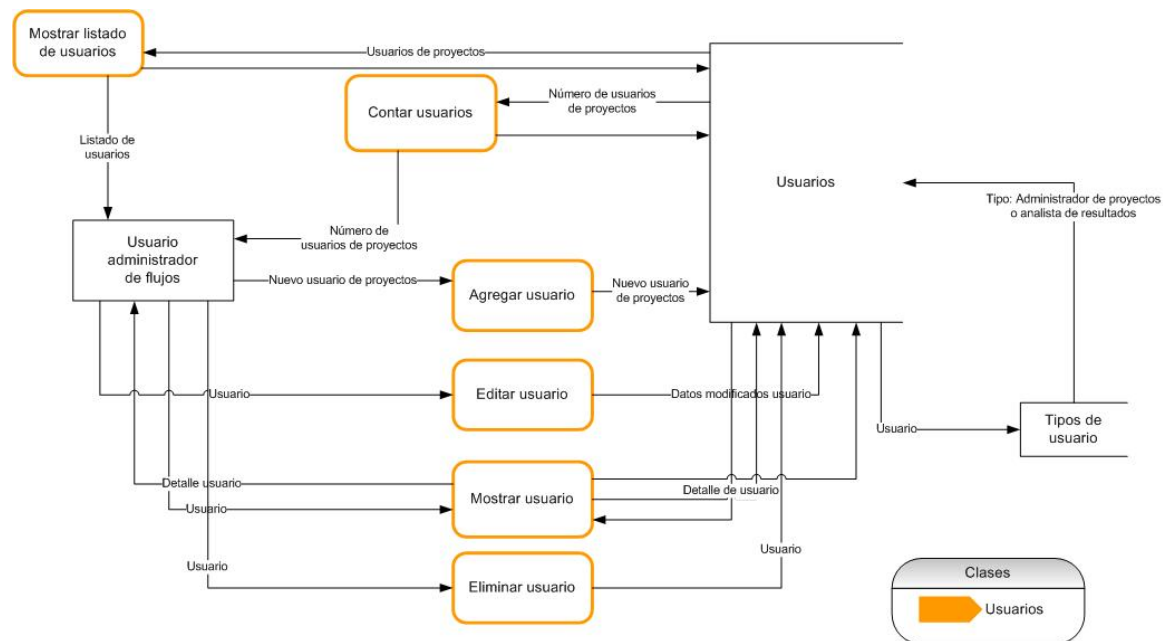 Mostrar listado
de usuarios
Usuarios de proyectos
Contar usuarios
Número de usuarios
de proyectos
Listado de
usuarios
Usuarios
Tipo: Administrador de proyectos
o analista de resultados
Usuario
administrador
de flujos
Número de
usuarios de proyectos
Nuevo usuario de proyectos
Agregar usuario
Nuevo usuario
de proyectos
Usuario
Editar usuario
Datos modificados usuario
Usuario
Tipos de
usuario
Detalle usuario
Mostrar usuario
Detalle de usuario
Usuario
Usuario
Usuario
Eliminar usuario
Clases
Usuarios